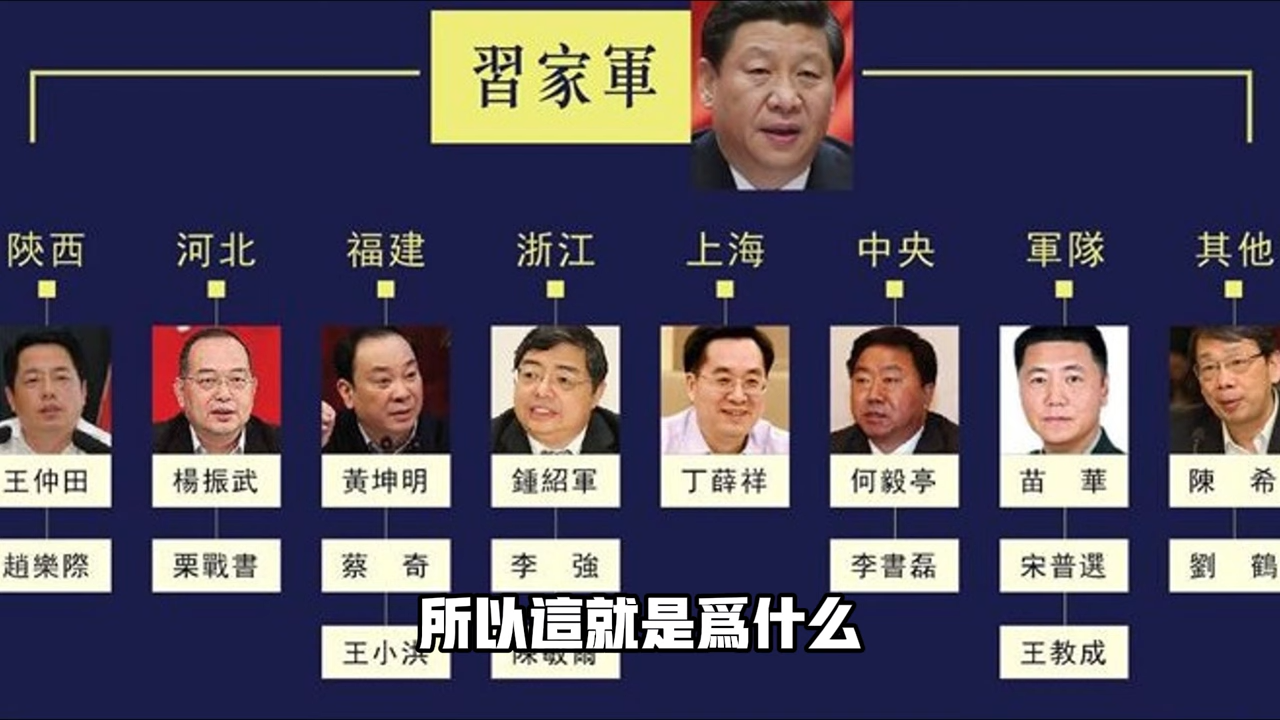 習家軍
陝西 河北 福建 浙江 上海 中央 軍隊 其他
王仲田 楊振武 黃坤明 鍾紹軍 丁薛祥 何毅亭 苗華 陳希
趙樂際 栗戰書 蔡奇 李強 李書磊 宋普選 劉鶴
王小洪 陳敏爾 王教成
所以這就是爲什么